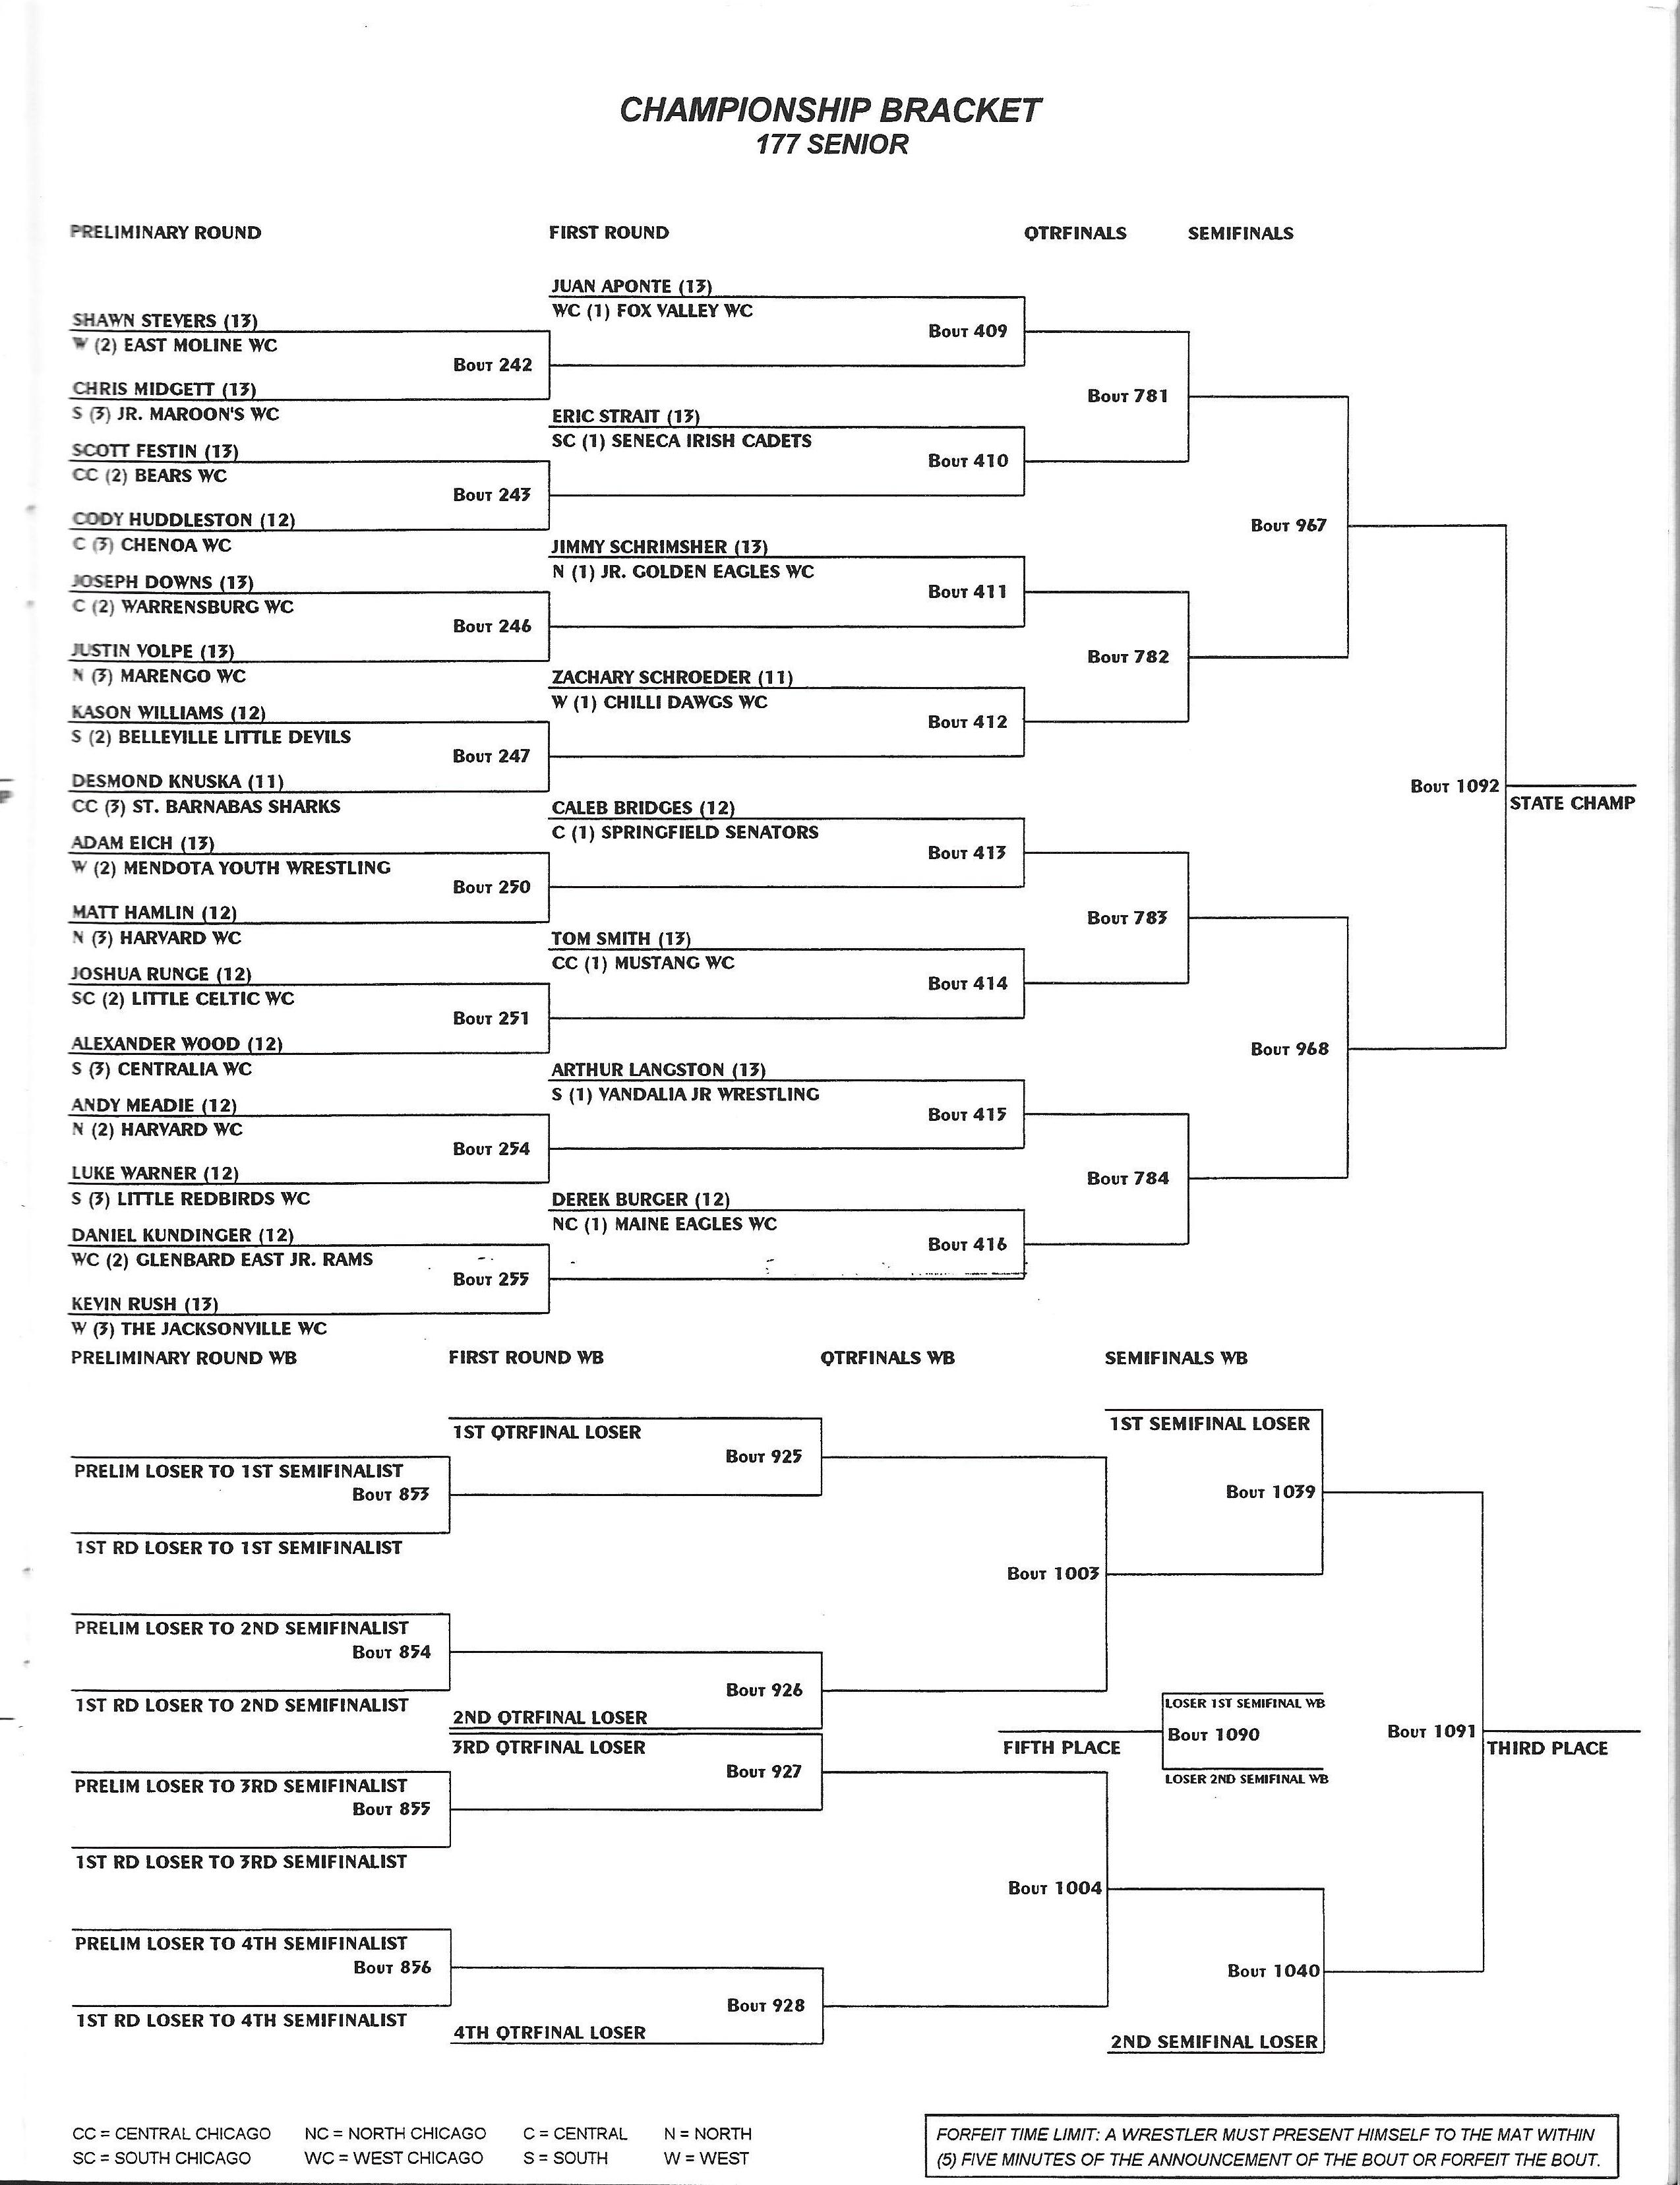 CHAMPIONSHIP BRACKET
177 SENIOR
PRELIMINARY ROUND
FIRST ROUND
QTRFINALS
SEMIFINALS
JUAN APONTE (13)
WC (1) FOX VALLEY WC
BOUT 409
SHAWN STEVERS (13)
W (2) EAST MOLINE WC
BOUT 242
CHRIS MIDGETT (13)
S (3) JR. MAROON'S WC
BOUT 781
ERIC STRAIT (13)
SC (1) SENECA IRISH CADETS
BOUT 410
SCOTT FESTIN (13)
CC (2) BEARS WC
BOUT 243
CODY HUDDLESTON (12)
C (3) CHENOA WC
BOUT 967
JIMMY SCHRIMSHER (13)
N (1) JR. GOLDEN EAGLES WC
BOUT 411
JOSEPH DOWNS (13)
C (2) WARRENSBURG WC
BOUT 246
JUSTIN VOLPE (13)
N (3) MARENGO WC
BOUT 782
ZACHARY SCHROEDER (11)
W (1) CHILLI DAWGS WC
BOUT 412
KASON WILLIAMS (12)
S (2) BELLEVILLE LITTLE DEVILS
BOUT 247
DESMOND KNUSKA (11)
CC (3) ST. BARNABAS SHARKS
BOUT 1092
STATE CHAMP
CALEB BRIDGES (12)
C (1) SPRINGFIELD SENATORS
BOUT 413
ADAM EICH (13)
W (2) MENDOTA YOUTH WRESTLING
BOUT 250
MATT HAMLIN (12)
N (3) HARVARD WC
BOUT 783
TOM SMITH (13)
CC (1) MUSTANG WC
BOUT 414
JOSHUA RUNGE (12)
SC (2) LITTLE CELTIC WC
BOUT 251
ALEXANDER WOOD (12)
S (3) CENTRALIA WC
BOUT 968
ARTHUR LANGSTON (13)
S (1) VANDALIA JR WRESTLING
BOUT 415
ANDY MEADIE (12)
N (2) HARVARD WC
BOUT 254
LUKE WARNER (12)
S (3) LITTLE REDBIRDS WC
BOUT 784
DEREK BURGER (12)
NC (1) MAINE EAGLES WC
BOUT 416
DANIEL KUNDINGER (12)
WC (2) GLENBARD EAST JR. RAMS
BOUT 255
KEVIN RUSH (13)
W (3) THE JACKSONVILLE WC
PRELIMINARY ROUND WB
FIRST ROUND WB
QTRFINALS WB
SEMIFINALS WB
1ST QTRFINAL LOSER
BOUT 925
1ST SEMIFINAL LOSER
PRELIM LOSER TO 1ST SEMIFINALIST
BOUT 853
1ST RD LOSER TO 1ST SEMIFINALIST
BOUT 1039
BOUT 1003
PRELIM LOSER TO 2ND SEMIFINALIST
BOUT 854
1ST RD LOSER TO 2ND SEMIFINALIST
BOUT 926
2ND QTRFINAL LOSER
LOSER 1ST SEMIFINAL WB
BOUT 1090
FIFTH PLACE
LOSER 2ND SEMIFINAL WB
BOUT 1091
THIRD PLACE
3RD QTRFINAL LOSER
BOUT 927
PRELIM LOSER TO 3RD SEMIFINALIST
BOUT 855
1ST RD LOSER TO 3RD SEMIFINALIST
BOUT 1004
PRELIM LOSER TO 4TH SEMIFINALIST
BOUT 856
1ST RD LOSER TO 4TH SEMIFINALIST
BOUT 928
4TH QTRFINAL LOSER
BOUT 1040
2ND SEMIFINAL LOSER
CC = CENTRAL CHICAGO NC = NORTH CHICAGO C = CENTRAL N = NORTH
SC = SOUTH CHICAGO WC = WEST CHICAGO S = SOUTH W = WEST
FORFEIT TIME LIMIT: A WRESTLER MUST PRESENT HIMSELF TO THE MAT WITHIN
(5) FIVE MINUTES OF THE ANNOUNCEMENT OF THE BOUT OR FORFEIT THE BOUT.